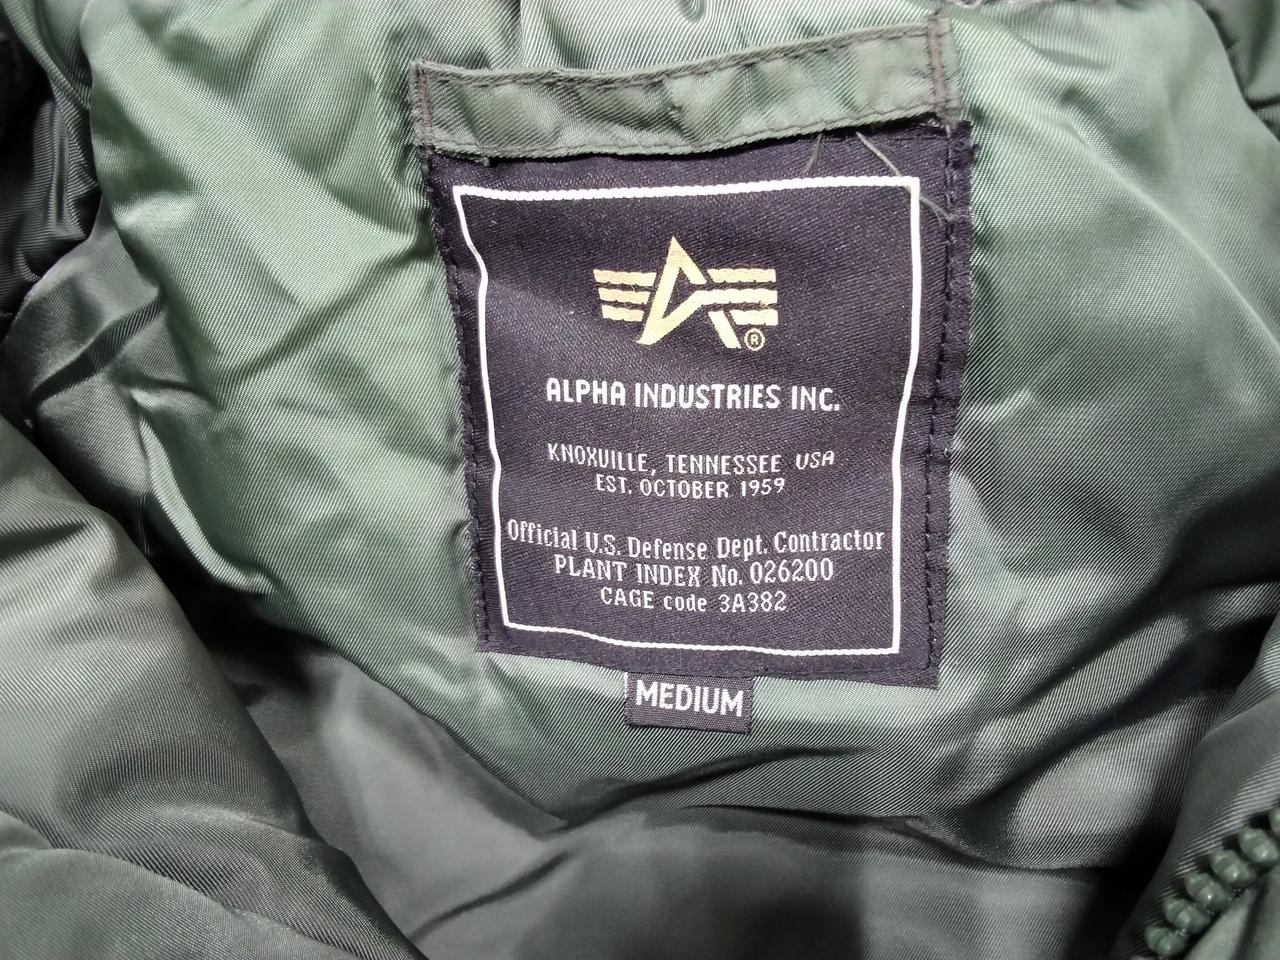 ®
ALPHA INDUSTRIES INC.
KNOXVILLE, TENNESSEE USA
EST. OCTOBER 1959
Official U.S. Defense Dept. Contractor
PLANT INDEX No. 026200
CAGE code 3A382
MEDIUM